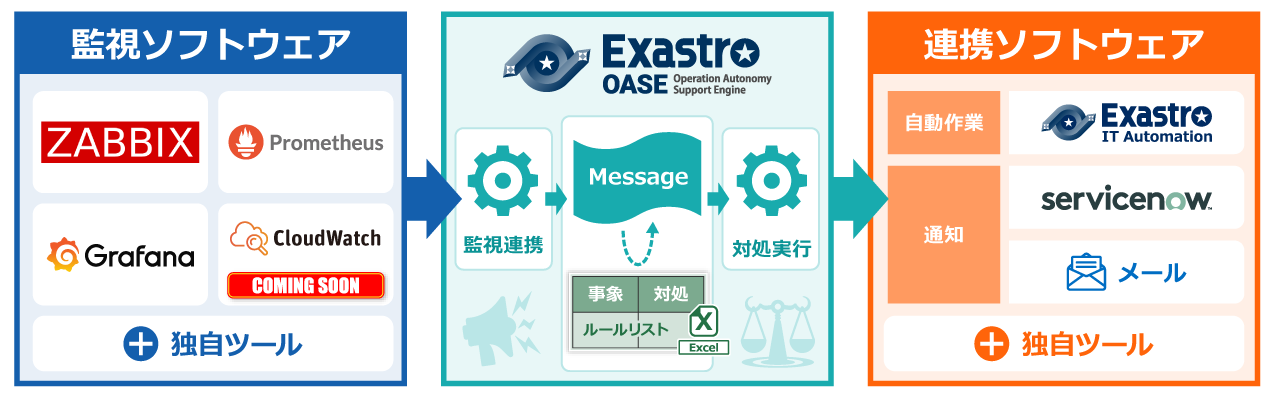 監視ソフトウェア
ZABBIX
Prometheus
Grafana
CloudWatch
COMING SOON
独自ツール
Exastro
OASE
Operation Autonomy
Support Engine
監視連携
Message
対処実行
事象
対処
ルールリスト
X
Excel
連携ソフトウェア
自動作業
Exastro
IT Automation
通知
servicenow™
メール
独自ツール